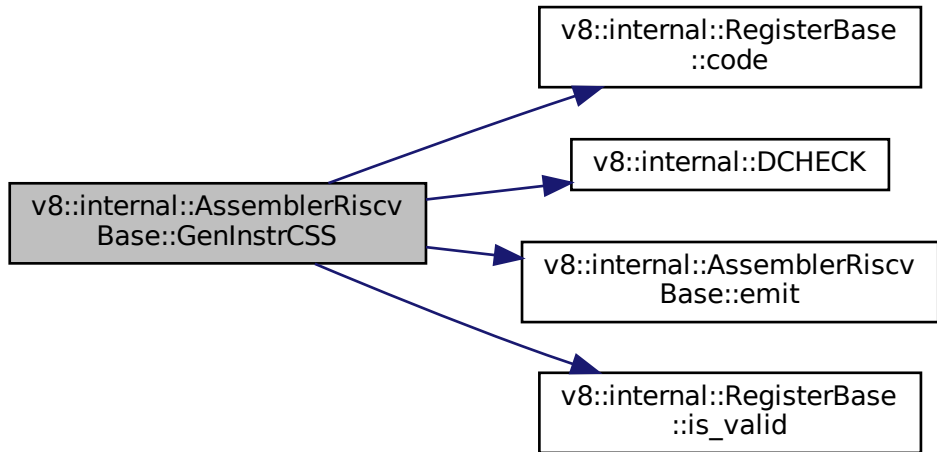 v8::internal::RegisterBase
::code
v8::internal::DCHECK
v8::internal::AssemblerRiscv
Base::GenInstrCSS
v8::internal::AssemblerRiscv
Base::emit
v8::internal::RegisterBase
::is_valid